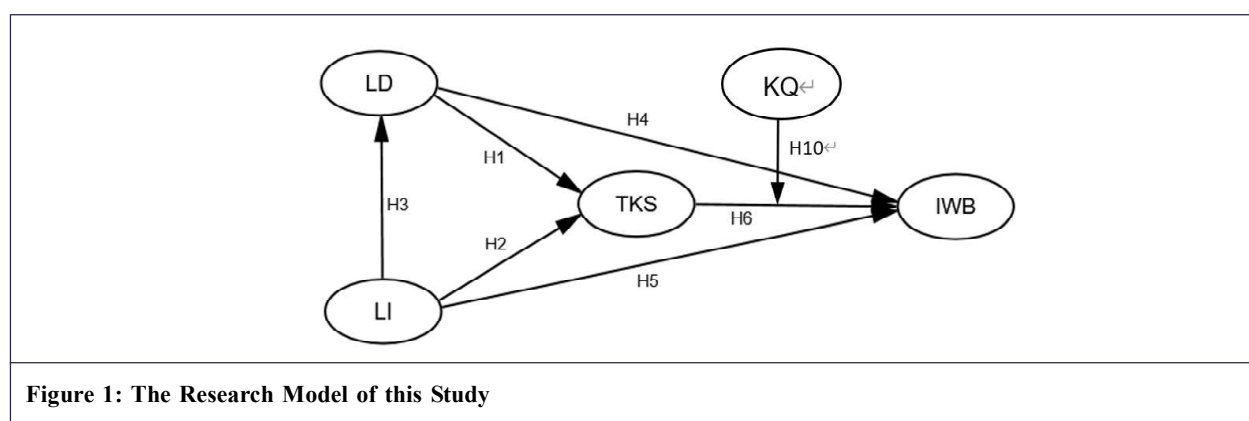 LD
KQ↵
H4
H1
H10↵
H3
TKS
H6
IWB
H2
H5
LI
Figure 1: The Research Model of this Study